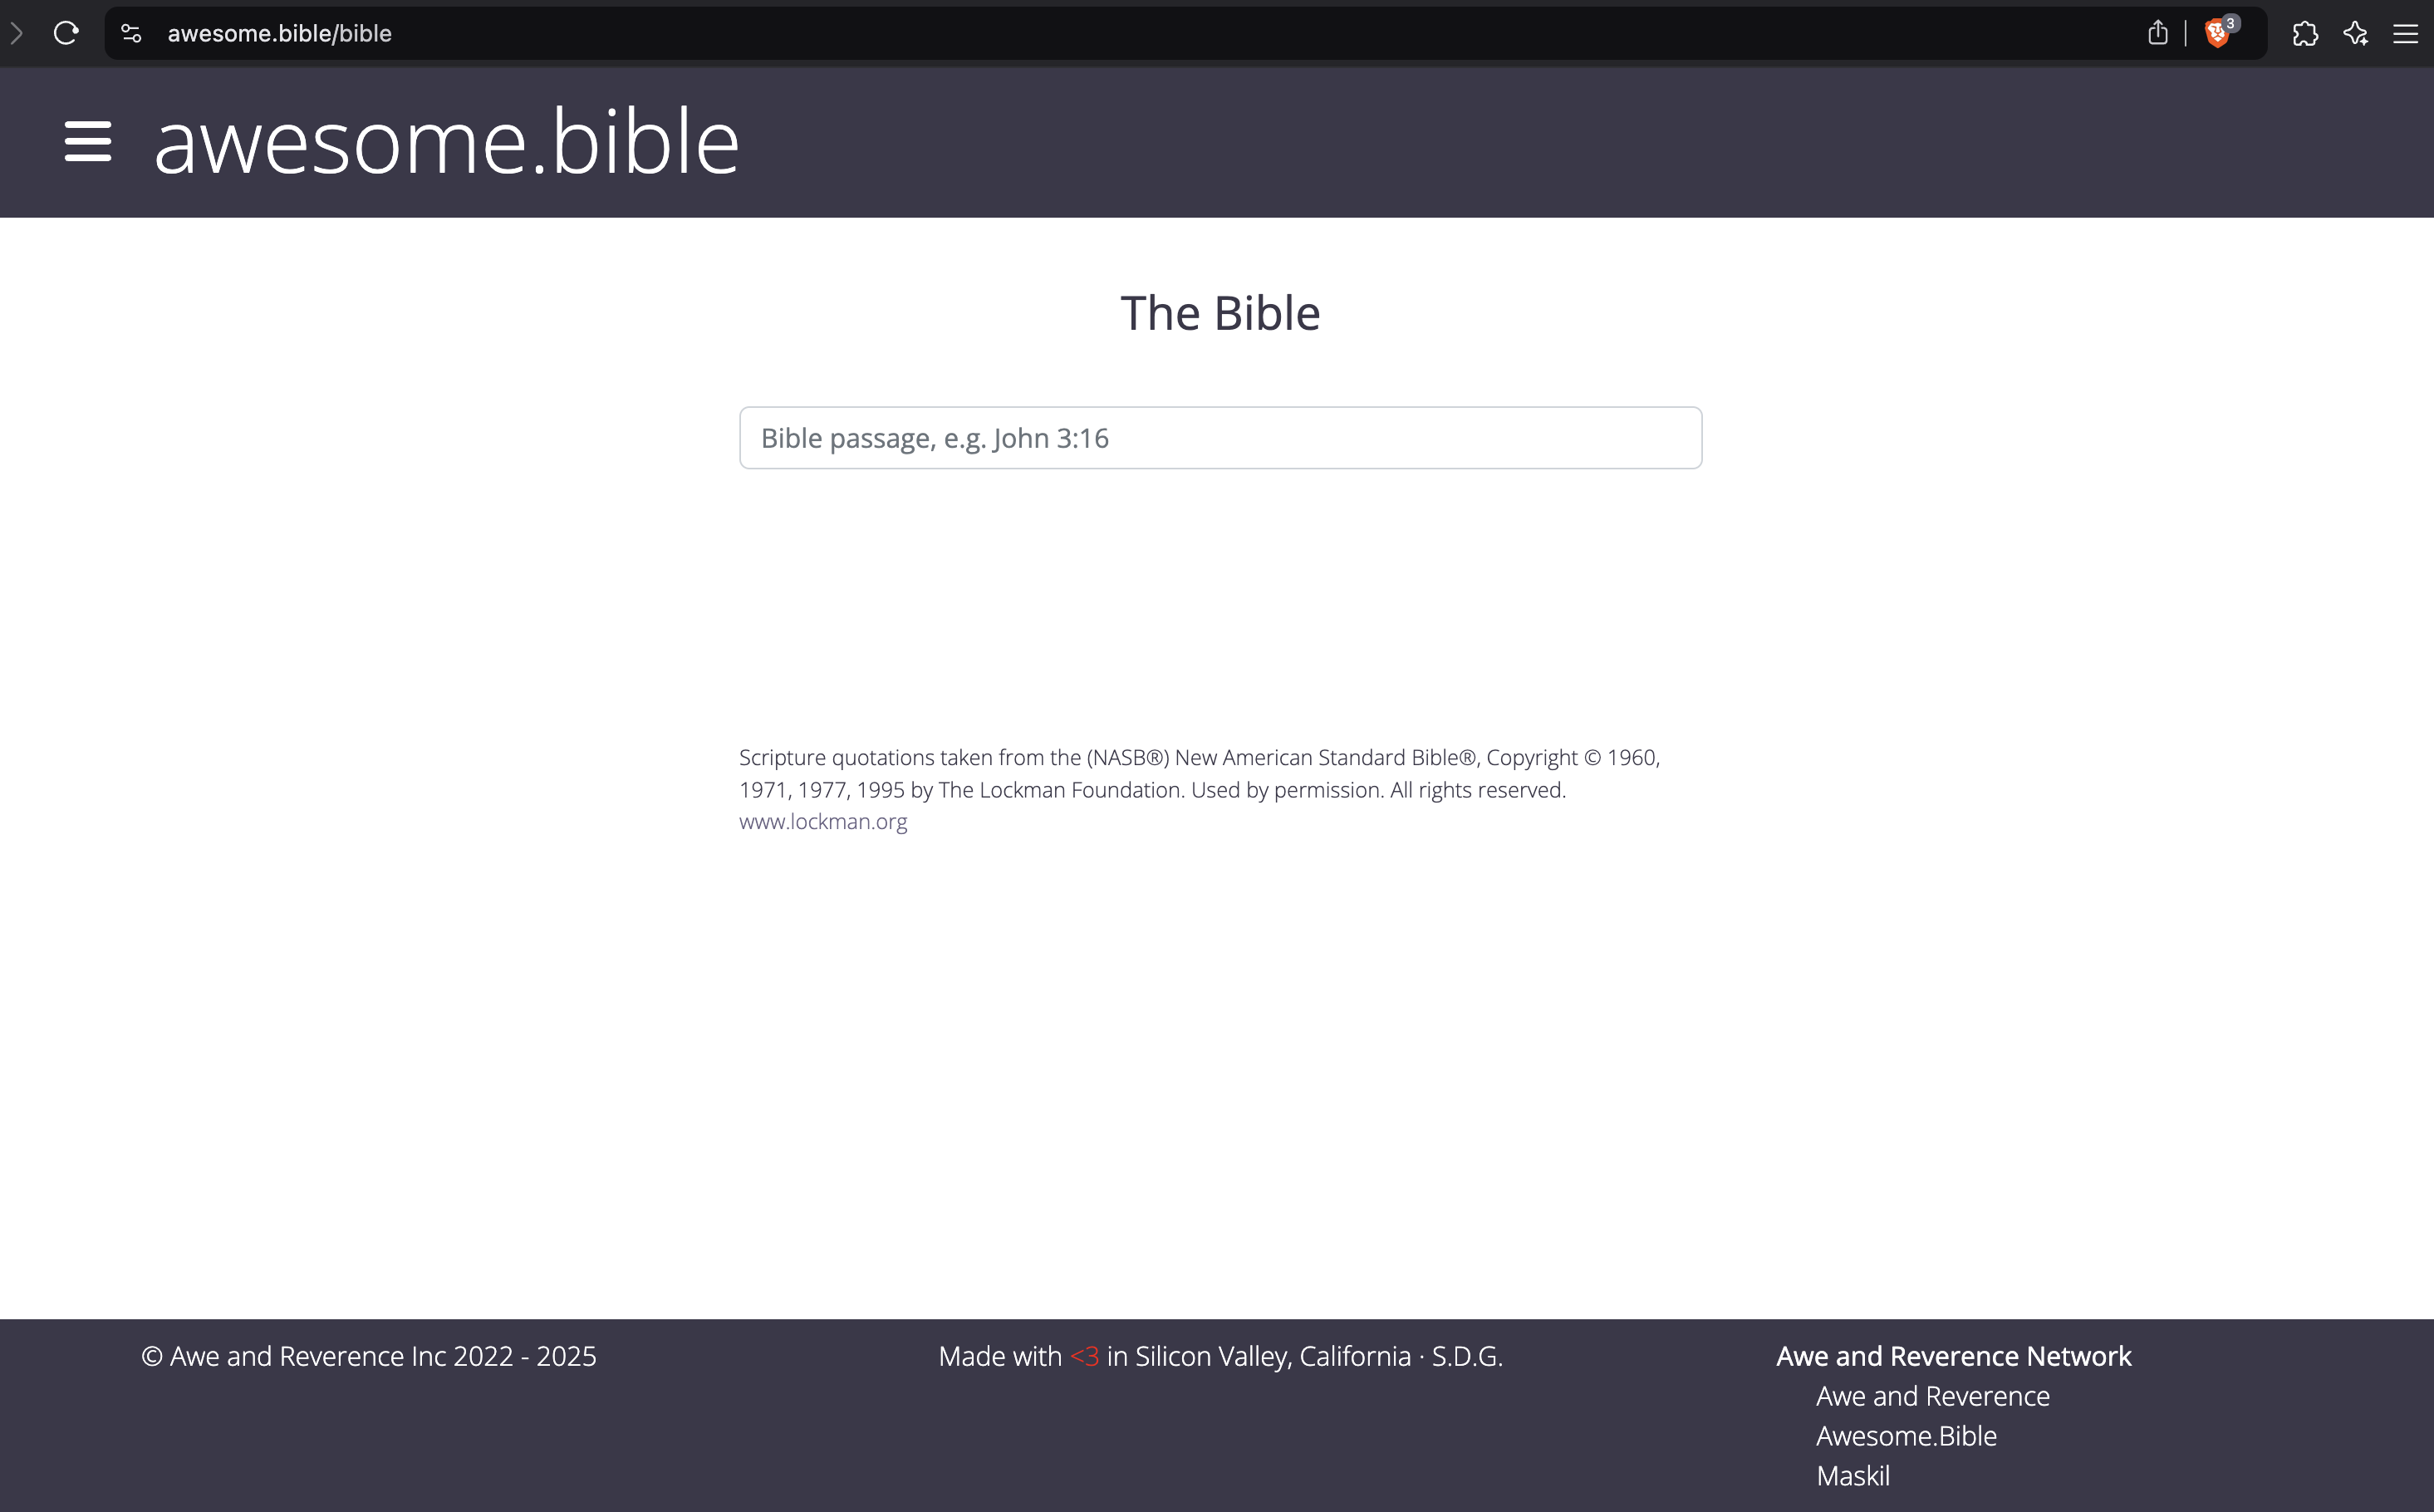 awesome.bible/bible
3
awesome.bible
The Bible
Bible passage, e.g. John 3:16
Scripture quotations taken from the (NASB®) New American Standard Bible®, Copyright © 1960,
1971, 1977, 1995 by The Lockman Foundation. Used by permission. All rights reserved.
www.lockman.org
© Awe and Reverence Inc 2022 - 2025
Made with <3 in Silicon Valley, California · S.D.G.
Awe and Reverence Network
Awe and Reverence
Awesome.Bible
Maskil